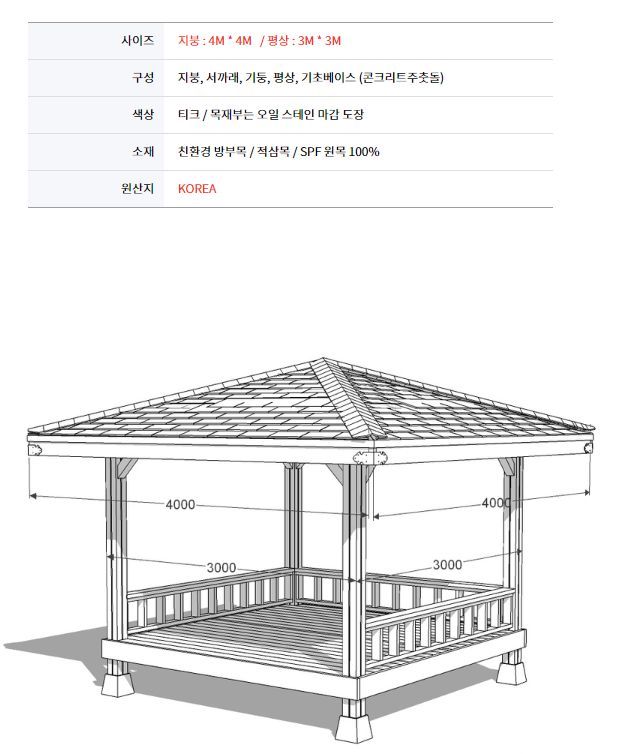 사이즈 지붕 : 4M * 4M / 평상 : 3M * 3M
구성 지붕, 서까래, 기둥, 평상, 기초베이스 (콘크리트주춧돌)
색상 티크 / 목재부는 오일 스테인 마감 도장
소재 친환경 방부목 / 적삼목 / SPF 원목 100%
원산지 KOREA
4000 4000
3000 3000